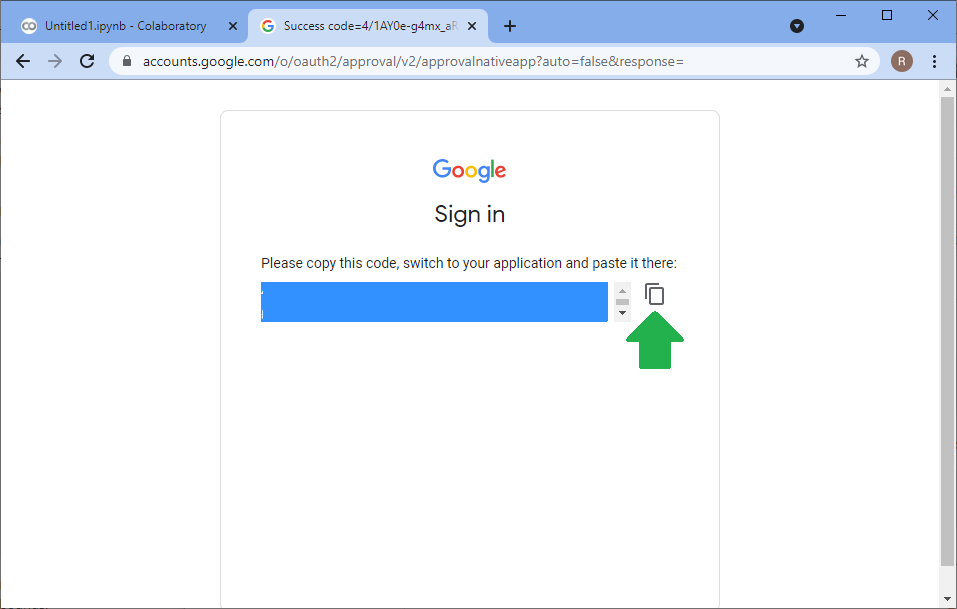 Untitled1.ipynb - Colaboratory
Success code=4/1AY0e-g4mx_aR
accounts.google.com/o/oauth2/approval/v2/approvalnativeapp?auto=false&response=
R
Google
Sign in
Please copy this code, switch to your application and paste it there: